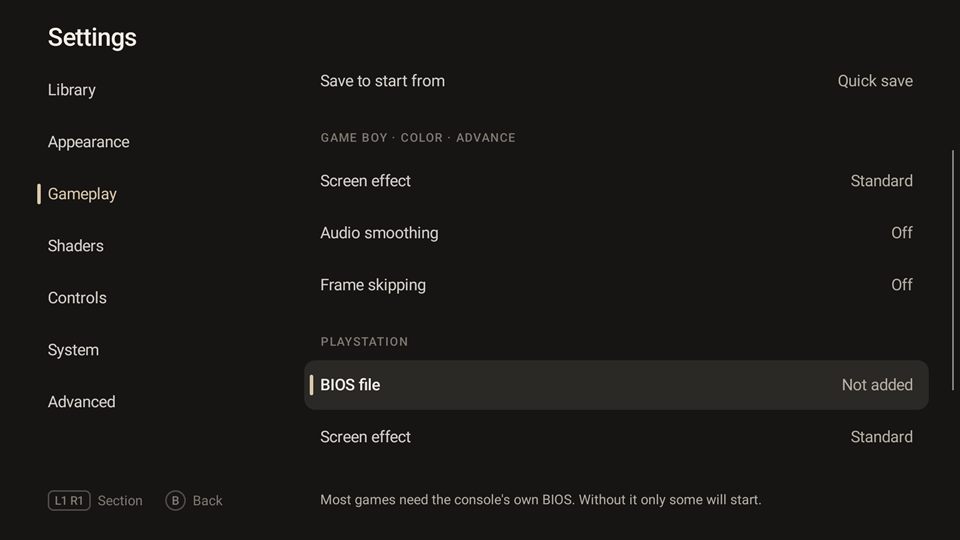 Settings
Library
Appearance
Gameplay
Shaders
Controls
System
Advanced
Save to start from Quick save
GAME BOY · COLOR · ADVANCE
Screen effect Standard
Audio smoothing Off
Frame skipping Off
PLAYSTATION
BIOS file Not added
Screen effect Standard
L1 R1 Section B Back
Most games need the console's own BIOS. Without it only some will start.